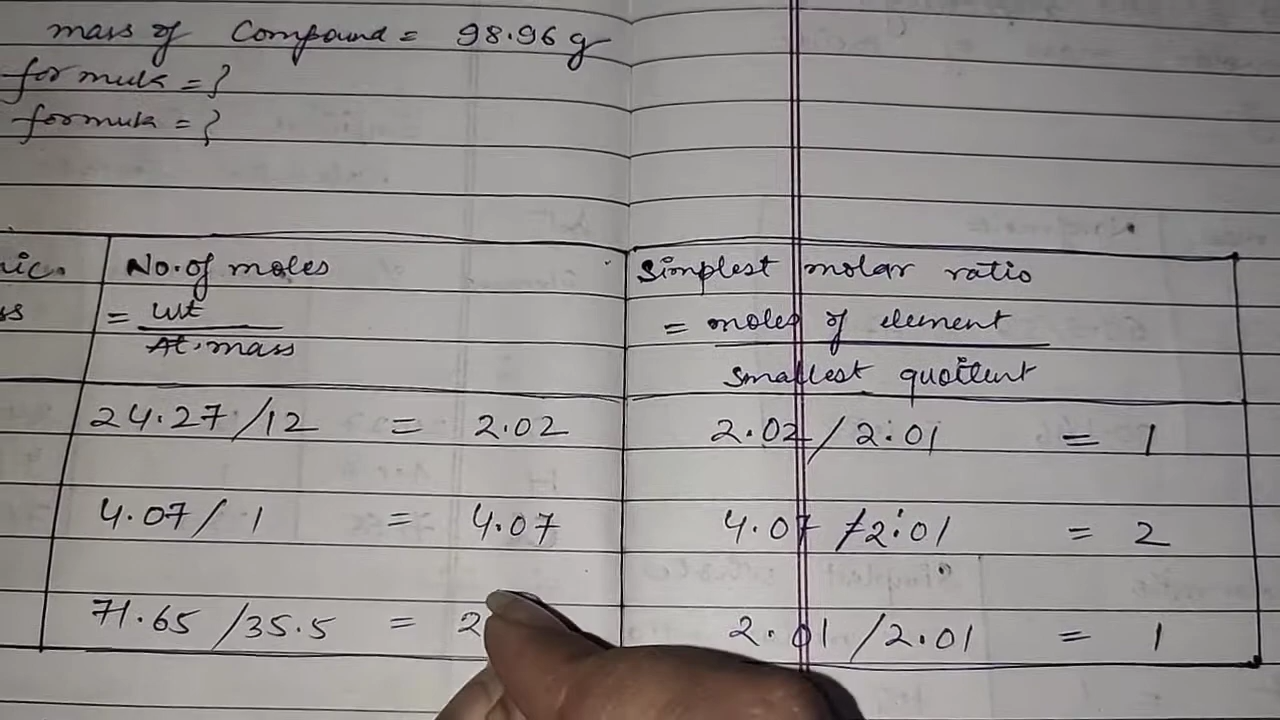 mass of Compound = 98.96 g
formula = ?
formula = ?
No. of moles
= wt / At. mass
Simplest molar ratio
= moles of element / smallest quotient
24.27 / 12 = 2.02
2.02 / 2.01 = 1
4.07 / 1 = 4.07
4.07 / 2.01 = 2
71.65 / 35.5 = 2
2.01 / 2.01 = 1